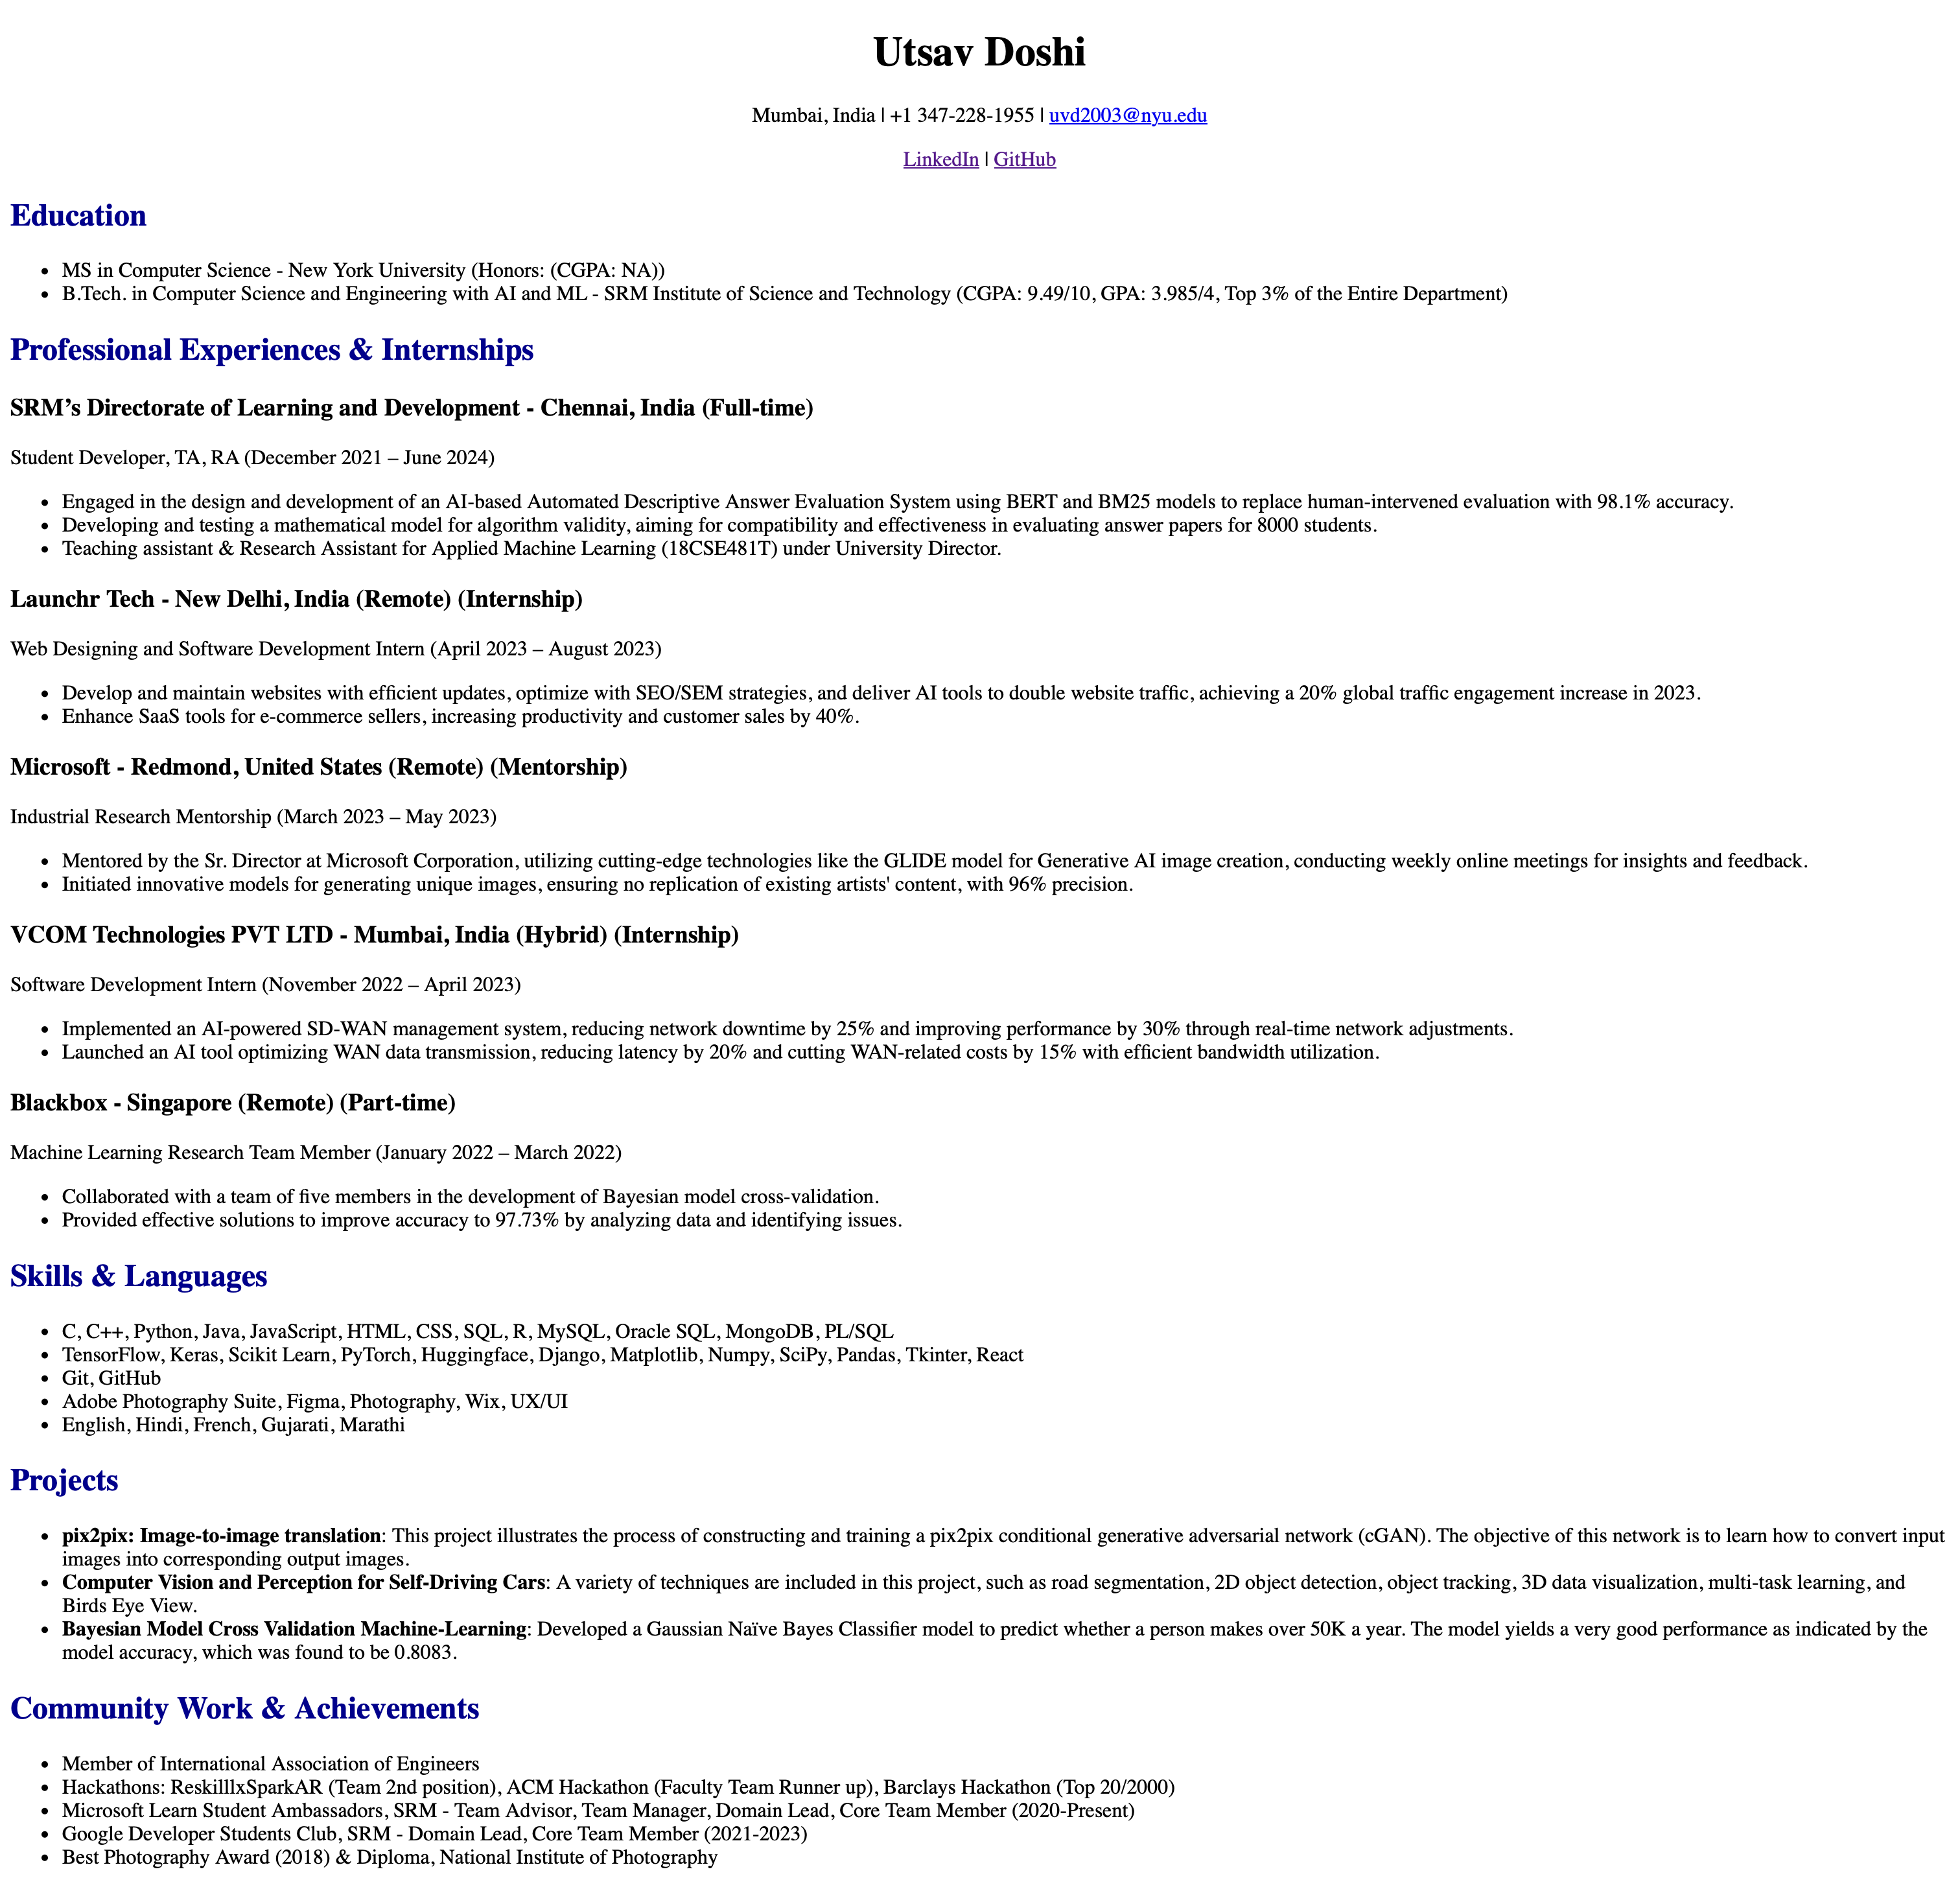 Utsav Doshi
Mumbai, India | +1 347-228-1955 | uvd2003@nyu.edu
LinkedIn | GitHub
Education
• MS in Computer Science - New York University (Honors: (CGPA: NA))
• B.Tech. in Computer Science and Engineering with AI and ML - SRM Institute of Science and Technology (CGPA: 9.49/10, GPA: 3.985/4, Top 3% of the Entire Department)
Professional Experiences & Internships
SRM’s Directorate of Learning and Development - Chennai, India (Full-time)
Student Developer, TA, RA (December 2021 – June 2024)
• Engaged in the design and development of an AI-based Automated Descriptive Answer Evaluation System using BERT and BM25 models to replace human-intervened evaluation with 98.1% accuracy.
• Developing and testing a mathematical model for algorithm validity, aiming for compatibility and effectiveness in evaluating answer papers for 8000 students.
• Teaching assistant & Research Assistant for Applied Machine Learning (18CSE481T) under University Director.
Launchr Tech - New Delhi, India (Remote) (Internship)
Web Designing and Software Development Intern (April 2023 – August 2023)
• Develop and maintain websites with efficient updates, optimize with SEO/SEM strategies, and deliver AI tools to double website traffic, achieving a 20% global traffic engagement increase in 2023.
• Enhance SaaS tools for e-commerce sellers, increasing productivity and customer sales by 40%.
Microsoft - Redmond, United States (Remote) (Mentorship)
Industrial Research Mentorship (March 2023 – May 2023)
• Mentored by the Sr. Director at Microsoft Corporation, utilizing cutting-edge technologies like the GLIDE model for Generative AI image creation, conducting weekly online meetings for insights and feedback.
• Initiated innovative models for generating unique images, ensuring no replication of existing artists' content, with 96% precision.
VCOM Technologies PVT LTD - Mumbai, India (Hybrid) (Internship)
Software Development Intern (November 2022 – April 2023)
• Implemented an AI-powered SD-WAN management system, reducing network downtime by 25% and improving performance by 30% through real-time network adjustments.
• Launched an AI tool optimizing WAN data transmission, reducing latency by 20% and cutting WAN-related costs by 15% with efficient bandwidth utilization.
Blackbox - Singapore (Remote) (Part-time)
Machine Learning Research Team Member (January 2022 – March 2022)
• Collaborated with a team of five members in the development of Bayesian model cross-validation.
• Provided effective solutions to improve accuracy to 97.73% by analyzing data and identifying issues.
Skills & Languages
• C, C++, Python, Java, JavaScript, HTML, CSS, SQL, R, MySQL, Oracle SQL, MongoDB, PL/SQL
• TensorFlow, Keras, Scikit Learn, PyTorch, Huggingface, Django, Matplotlib, Numpy, SciPy, Pandas, Tkinter, React
• Git, GitHub
• Adobe Photography Suite, Figma, Photography, Wix, UX/UI
• English, Hindi, French, Gujarati, Marathi
Projects
• pix2pix: Image-to-image translation: This project illustrates the process of constructing and training a pix2pix conditional generative adversarial network (cGAN). The objective of this network is to learn how to convert input
images into corresponding output images.
• Computer Vision and Perception for Self-Driving Cars: A variety of techniques are included in this project, such as road segmentation, 2D object detection, object tracking, 3D data visualization, multi-task learning, and
Birds Eye View.
• Bayesian Model Cross Validation Machine-Learning: Developed a Gaussian Naïve Bayes Classifier model to predict whether a person makes over 50K a year. The model yields a very good performance as indicated by the
model accuracy, which was found to be 0.8083.
Community Work & Achievements
• Member of International Association of Engineers
• Hackathons: ReskilllxSparkAR (Team 2nd position), ACM Hackathon (Faculty Team Runner up), Barclays Hackathon (Top 20/2000)
• Microsoft Learn Student Ambassadors, SRM - Team Advisor, Team Manager, Domain Lead, Core Team Member (2020-Present)
• Google Developer Students Club, SRM - Domain Lead, Core Team Member (2021-2023)
• Best Photography Award (2018) & Diploma, National Institute of Photography